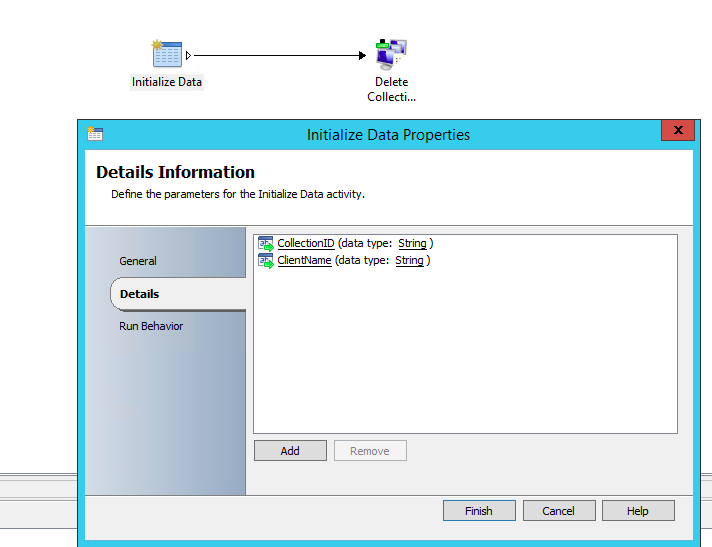 Initialize Data
Delete
Collecti...
Initialize Data Properties
x
Details Information
Define the parameters for the Initialize Data activity.
General
Details
Run Behavior
CollectionID (data type: String )
ClientName (data type: String )
Add
Remove
Finish
Cancel
Help